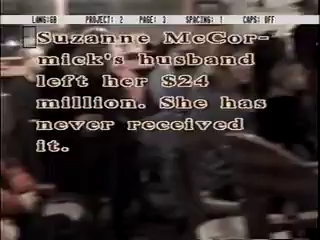 LANG:GB PROJECT: 2 PAGE: 3 SPACING: 1 CAPS: OFF
Suzanne McCor-
mick's husband
left her $24
million. She has
never received
it.